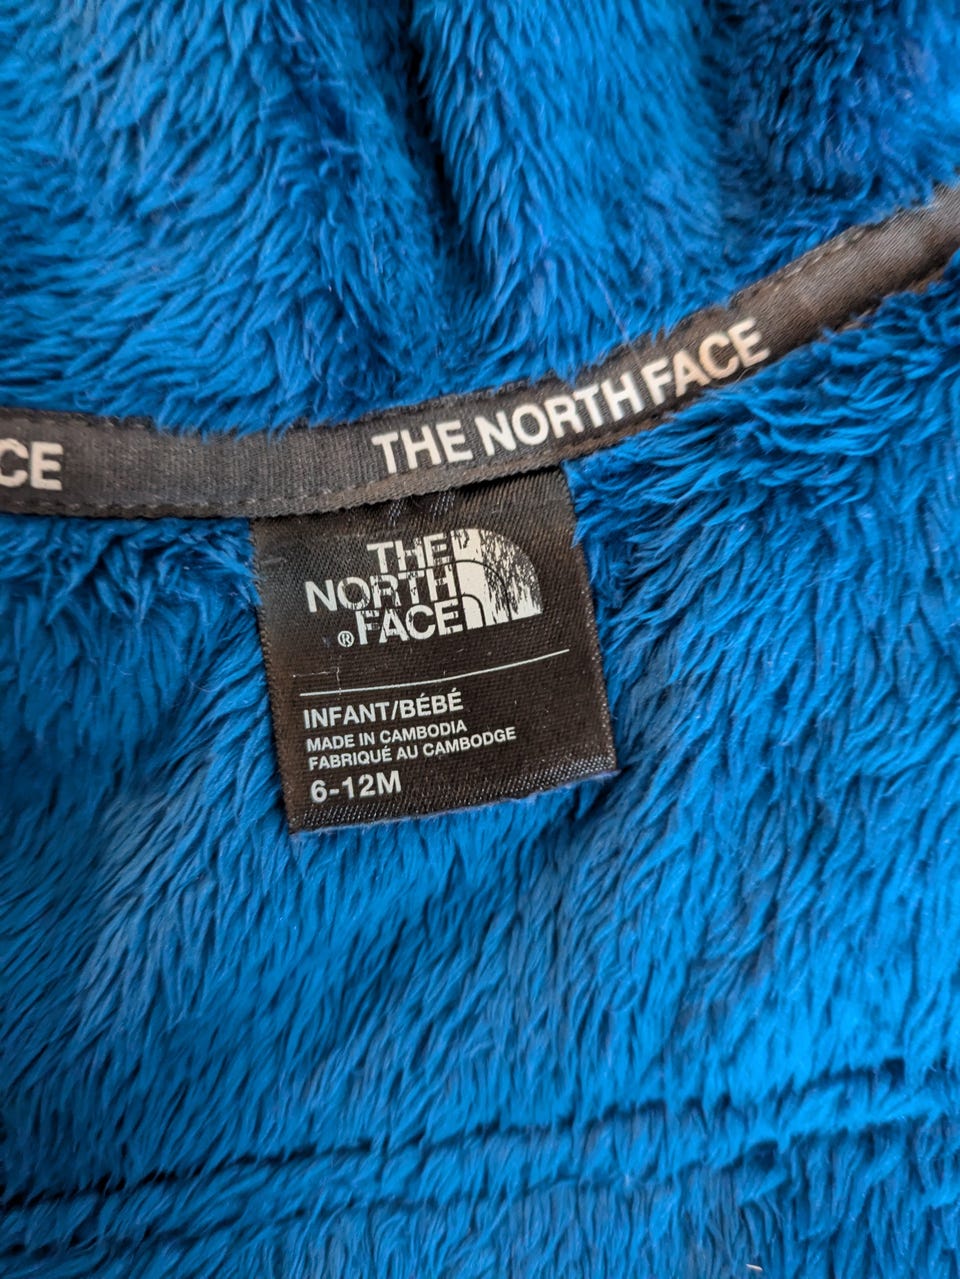 CE
THE NORTH FACE
THE
NORTH
® FACE
INFANT/BÉBÉ
MADE IN CAMBODIA
FABRIQUÉ AU CAMBODGE
6-12M